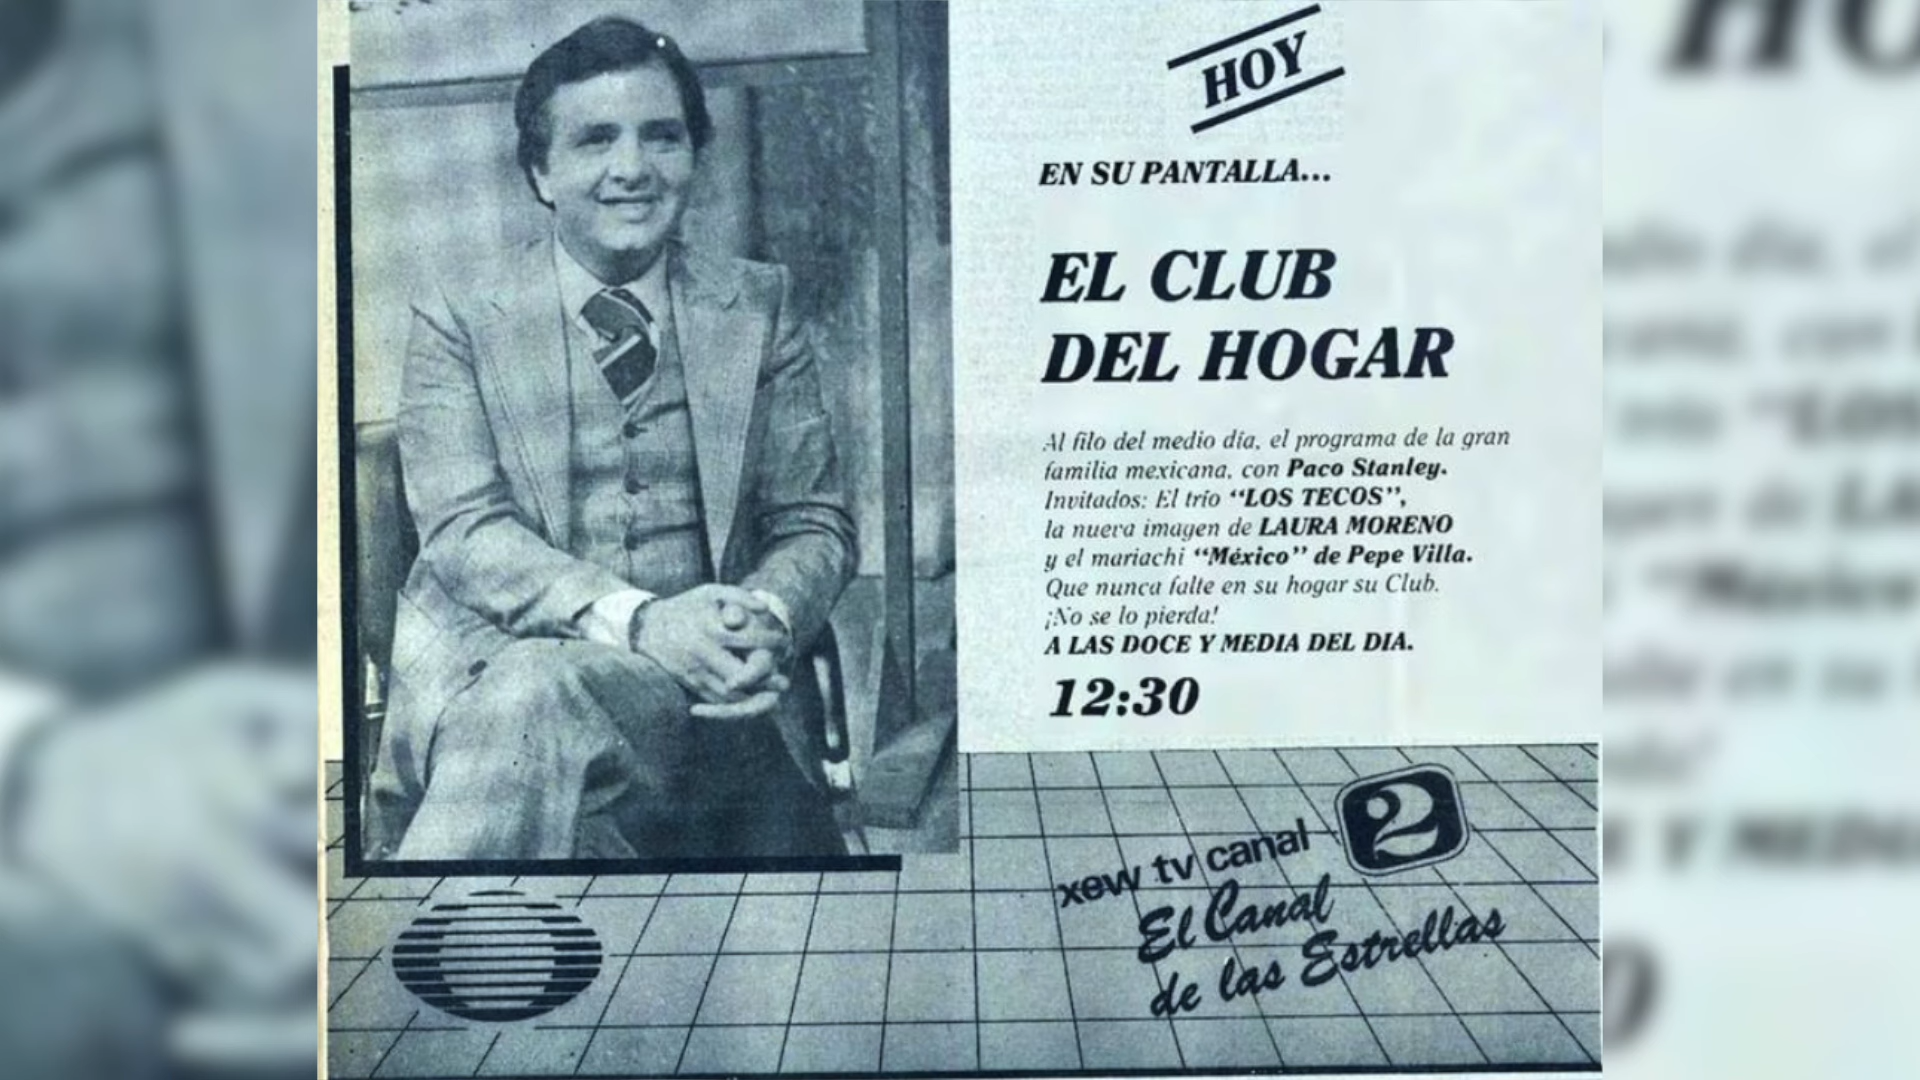 HOY
EN SU PANTALLA...
EL CLUB
DEL HOGAR
Al filo del medio día, el programa de la gran
familia mexicana, con Paco Stanley.
Invitados: El trío "LOS TECOS",
la nueva imagen de LAURA MORENO
y el mariachi "México" de Pepe Villa.
Que nunca falte en su hogar su Club.
¡No se lo pierda!
A LAS DOCE Y MEDIA DEL DIA.
12:30
xew tv canal 2
El Canal
de las Estrellas